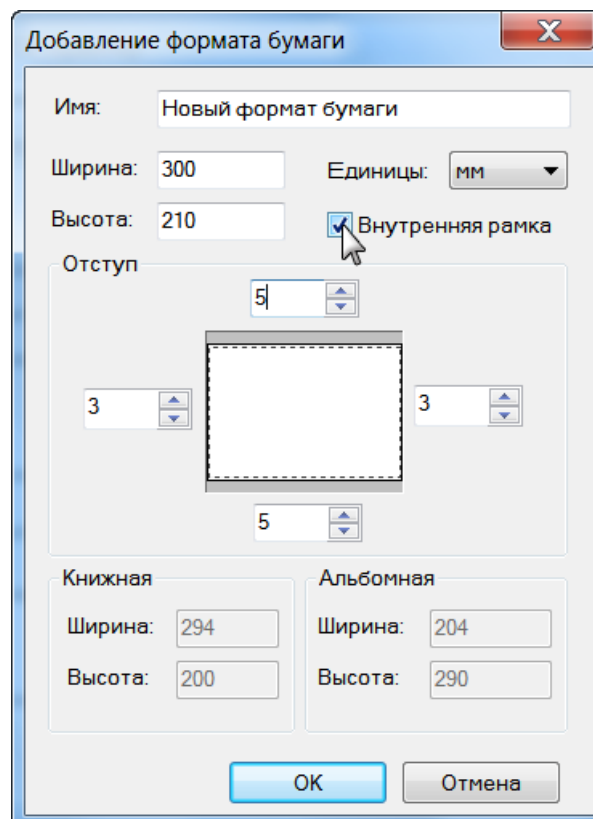 Добавление формата бумаги
Имя: Новый формат бумаги
Ширина: 300 Единицы: мм
Высота: 210 Внутренняя рамка
Отступ
5
3 3
5
Книжная Альбомная
Ширина: 294 Ширина: 204
Высота: 200 Высота: 290
OK Отмена